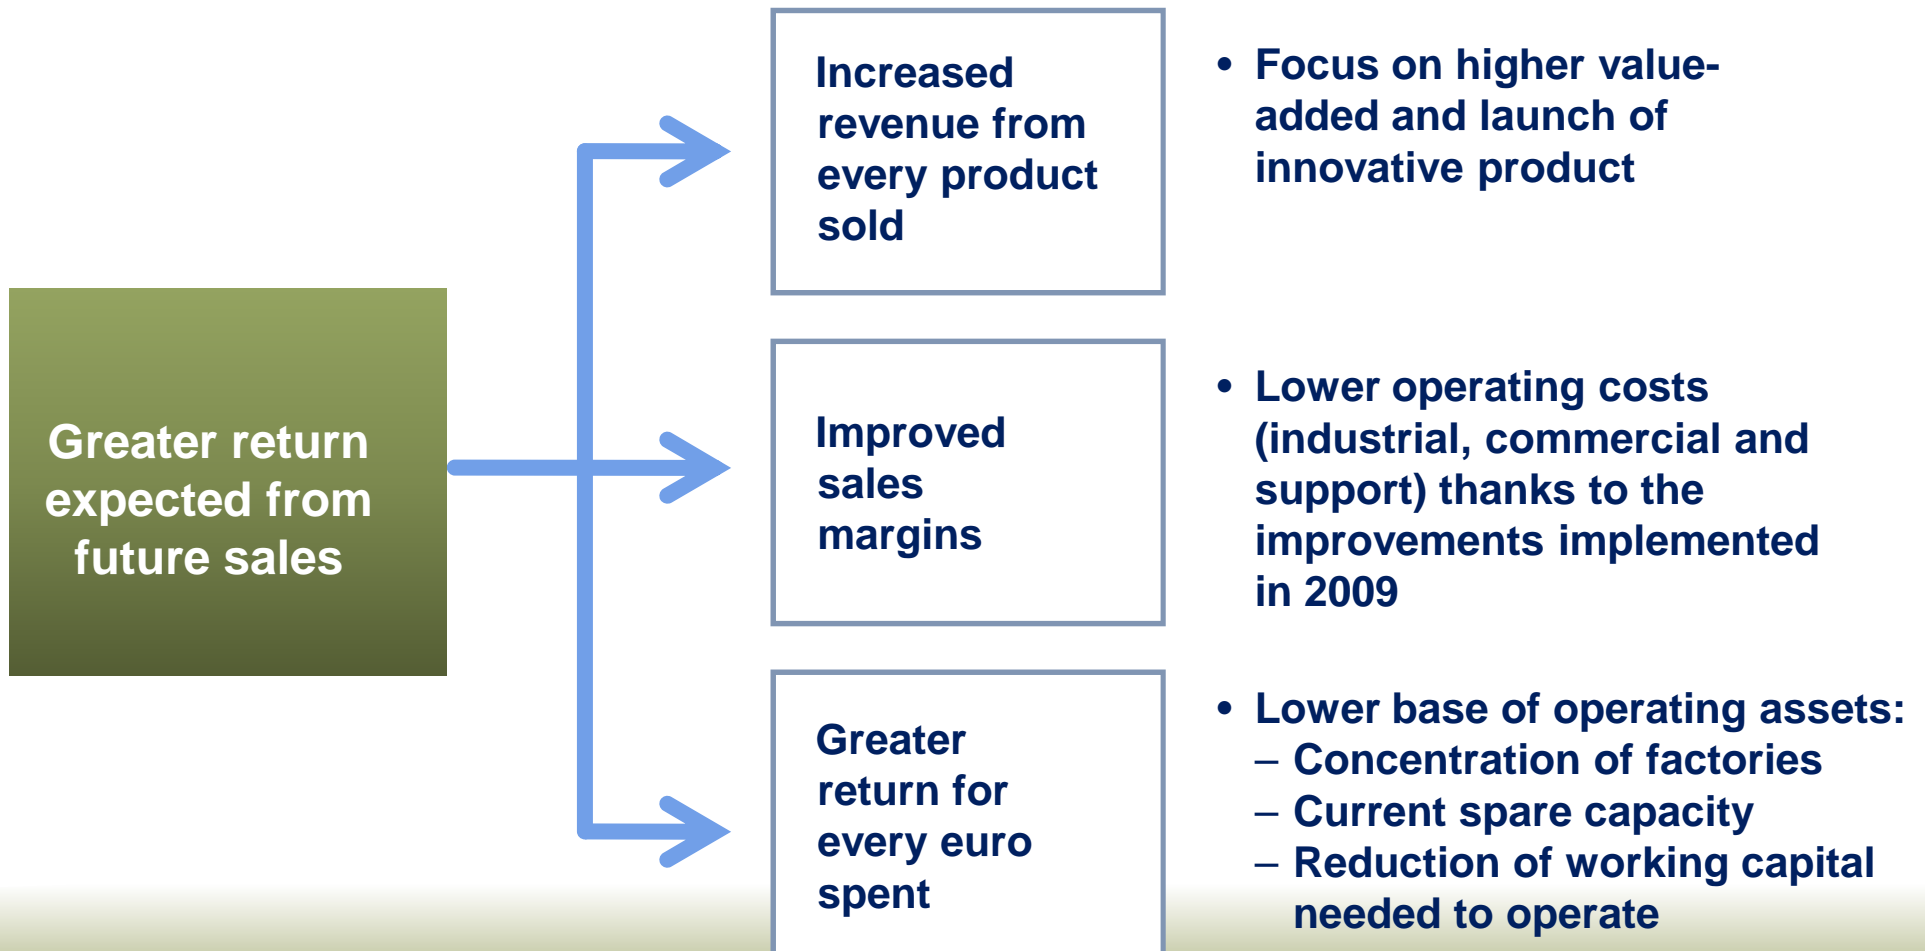 Greater return
expected from
future sales
Increased
revenue from
every product
sold
• Focus on higher value-
added and launch of
innovative product
Improved
sales
margins
• Lower operating costs
(industrial, commercial and
support) thanks to the
improvements implemented
in 2009
Greater
return for
every euro
spent
• Lower base of operating assets:
– Concentration of factories
– Current spare capacity
– Reduction of working capital
needed to operate